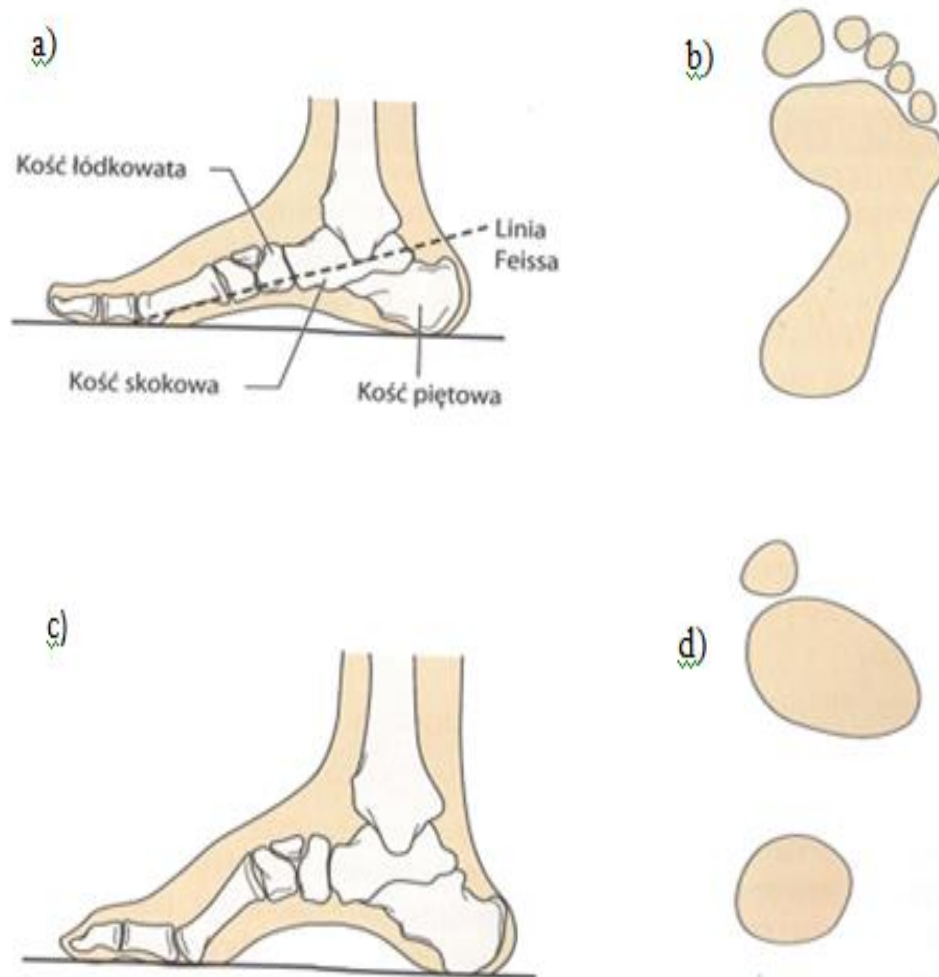 a)
b)
Kość łódkowata
Linia
Feissa
Kość skokowa
Kość piętowa
c)
d)